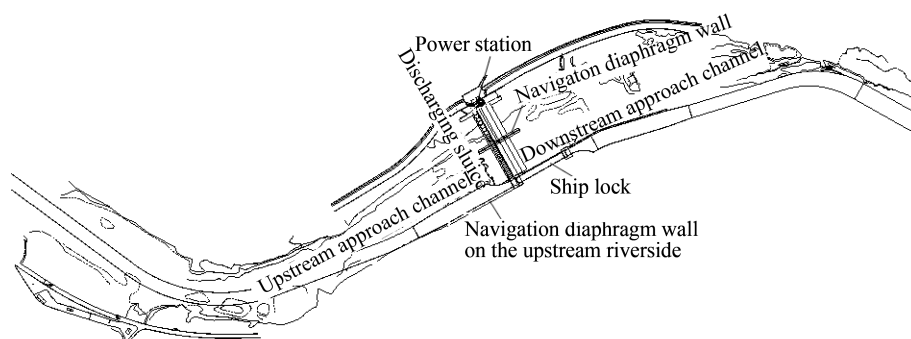 Power station
Navigaton diaphragm wall
Discharging sluice
Downstream approach channel
Ship lock
Upstream approach channel
Navigation diaphragm wall
on the upstream riverside